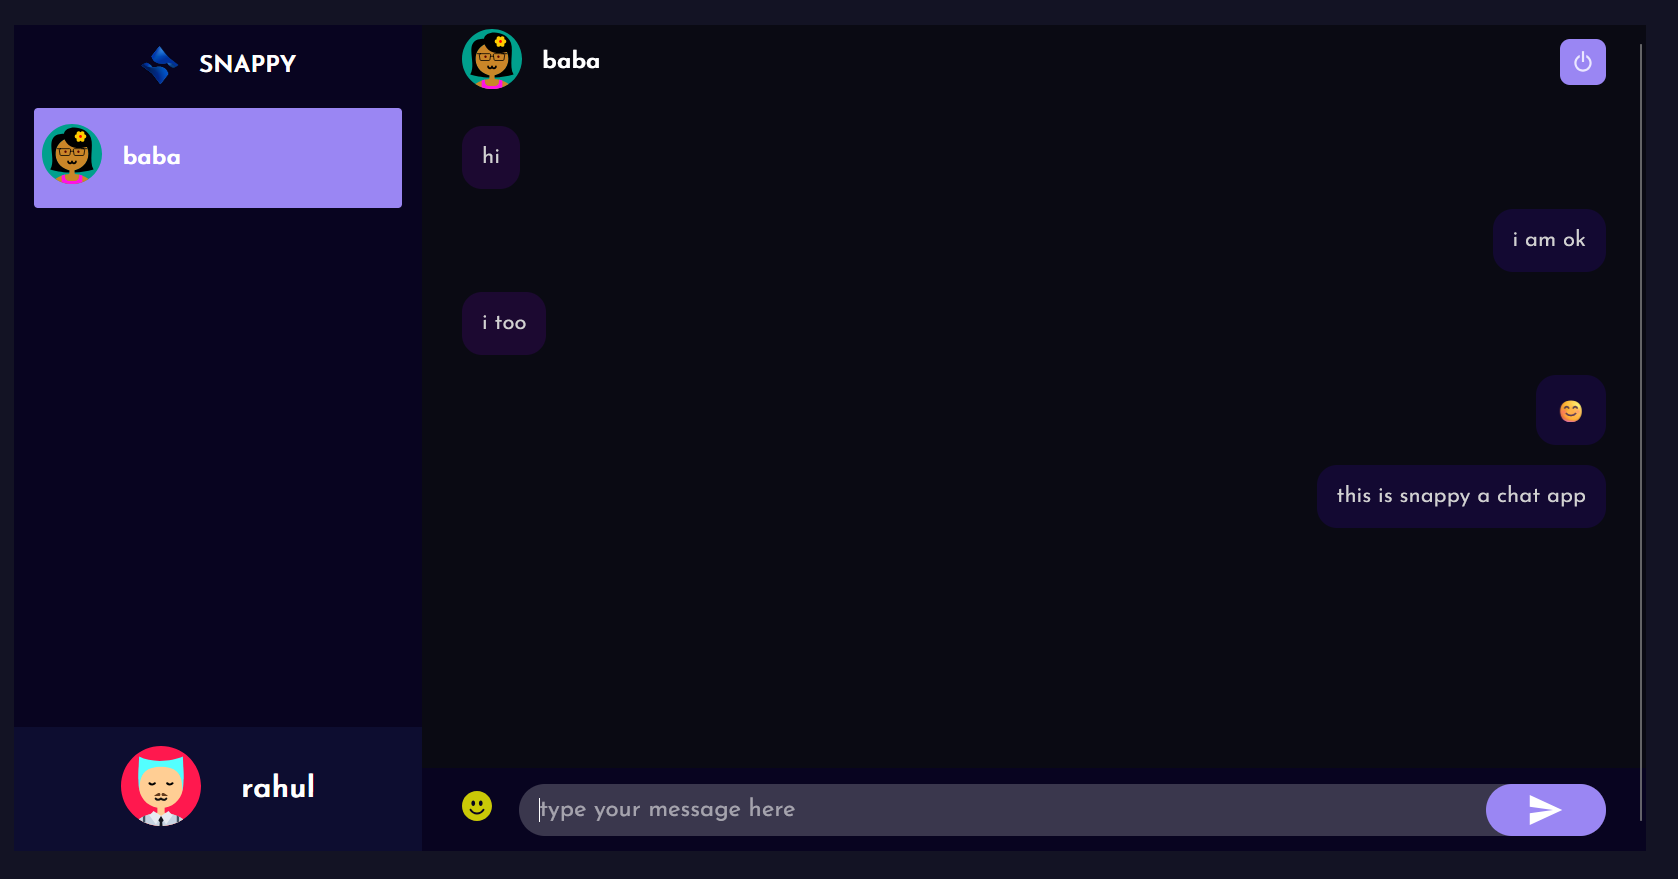 SNAPPY
baba
rahul
baba
hi
i am ok
i too
😊
this is snappy a chat app
type your message here